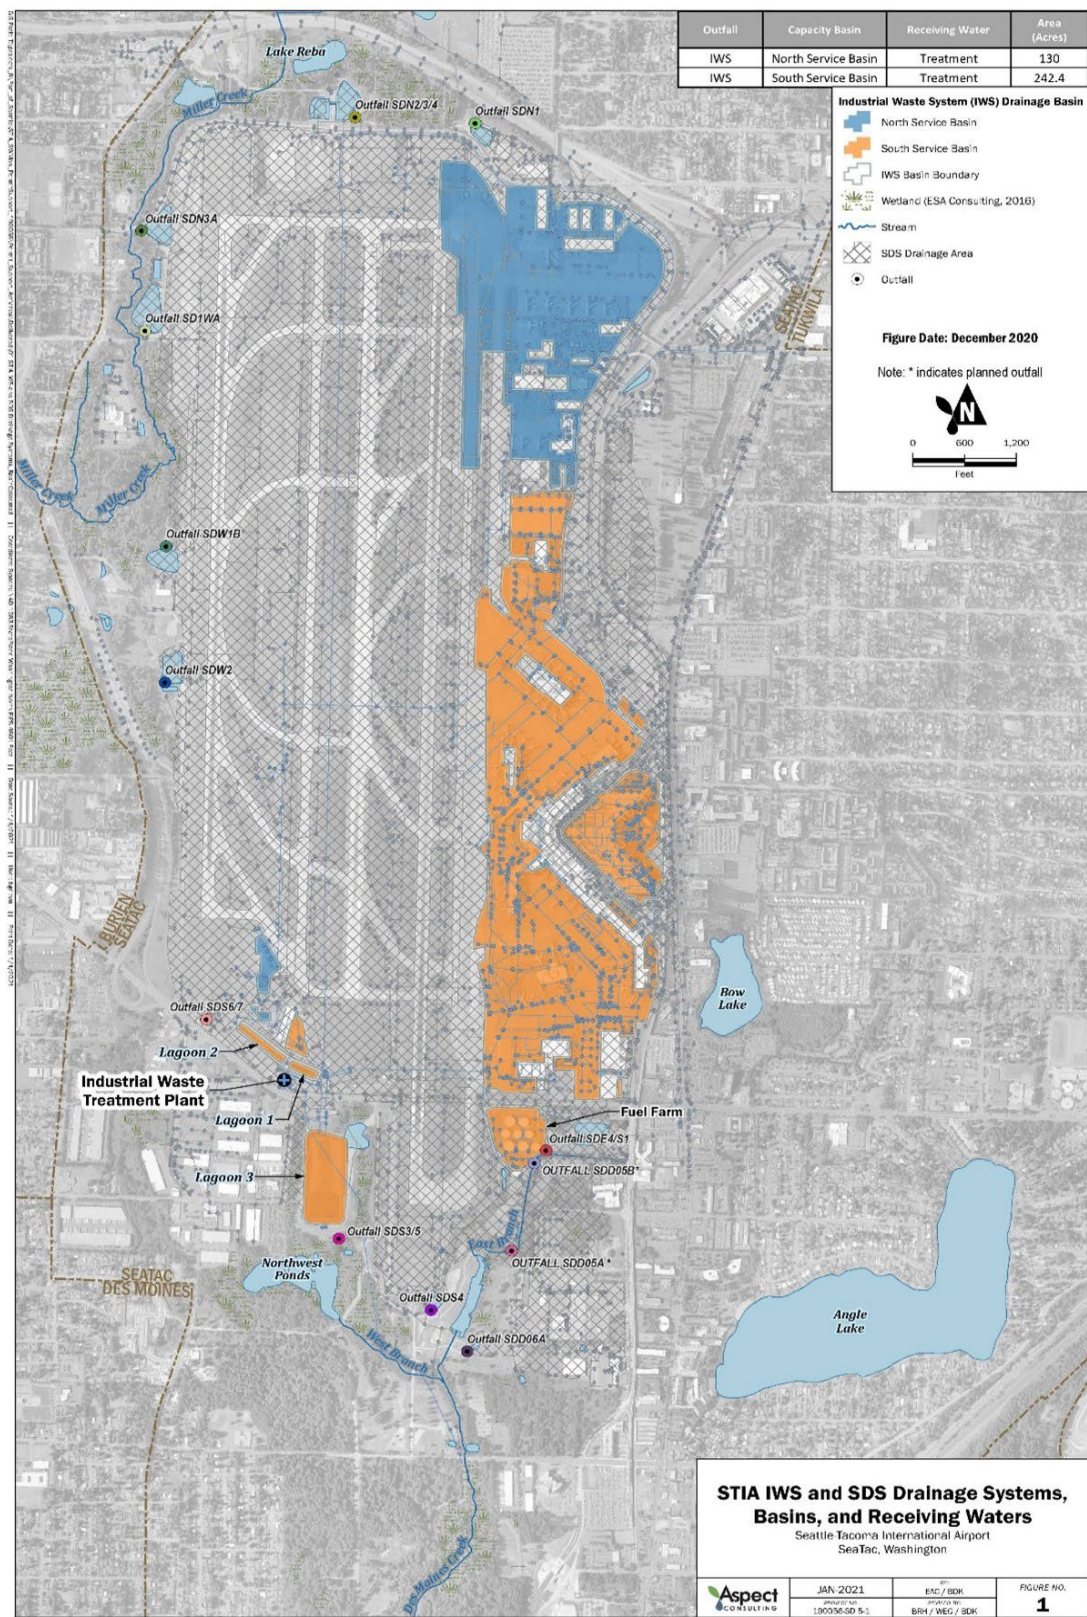 Outfall Capacity Basin Receiving Water Area (Acres)
IWS North Service Basin Treatment 130
IWS South Service Basin Treatment 242.4
Industrial Waste System (IWS) Drainage Basin
North Service Basin
South Service Basin
IWS Basin Boundary
Wetland (ESA Consulting, 2016)
Stream
SDS Drainage Area
Outfall
Figure Date: December 2020
Note: * indicates planned outfall
N
0 600 1,200
Feet
Lake Reba
Miller Creek
Outfall SDN2/3/4
Outfall SDN1
Outfall SDN3A
Outfall SD1WA
SEATAC
TUKWILA
Miller Creek
Miller Creek
Outfall SDW1B
Outfall SDW2
BURIEN
SEATAC
Bow
Lake
Outfall SDS6/7
Lagoon 2
Industrial Waste
Treatment Plant
Lagoon 1
Fuel Farm
Outfall SDE4/S1
OUTFALL SDD05B*
Lagoon 3
East Branch
Outfall SDS3/5
OUTFALL SDD05A *
Northwest
Ponds
SEATAC
DES MOINES
Outfall SDS4
Angle
Lake
West Branch
Outfall SDD06A
Des Moines Creek
STIA IWS and SDS Drainage Systems,
Basins, and Receiving Waters
Seattle-Tacoma International Airport
SeaTac, Washington
Aspect
CONSULTING
JAN-2021
BY:
EAC / BDK
FIGURE NO.
PROJECT NO.
REVISED BY:
1
BRH / WEG / BDK